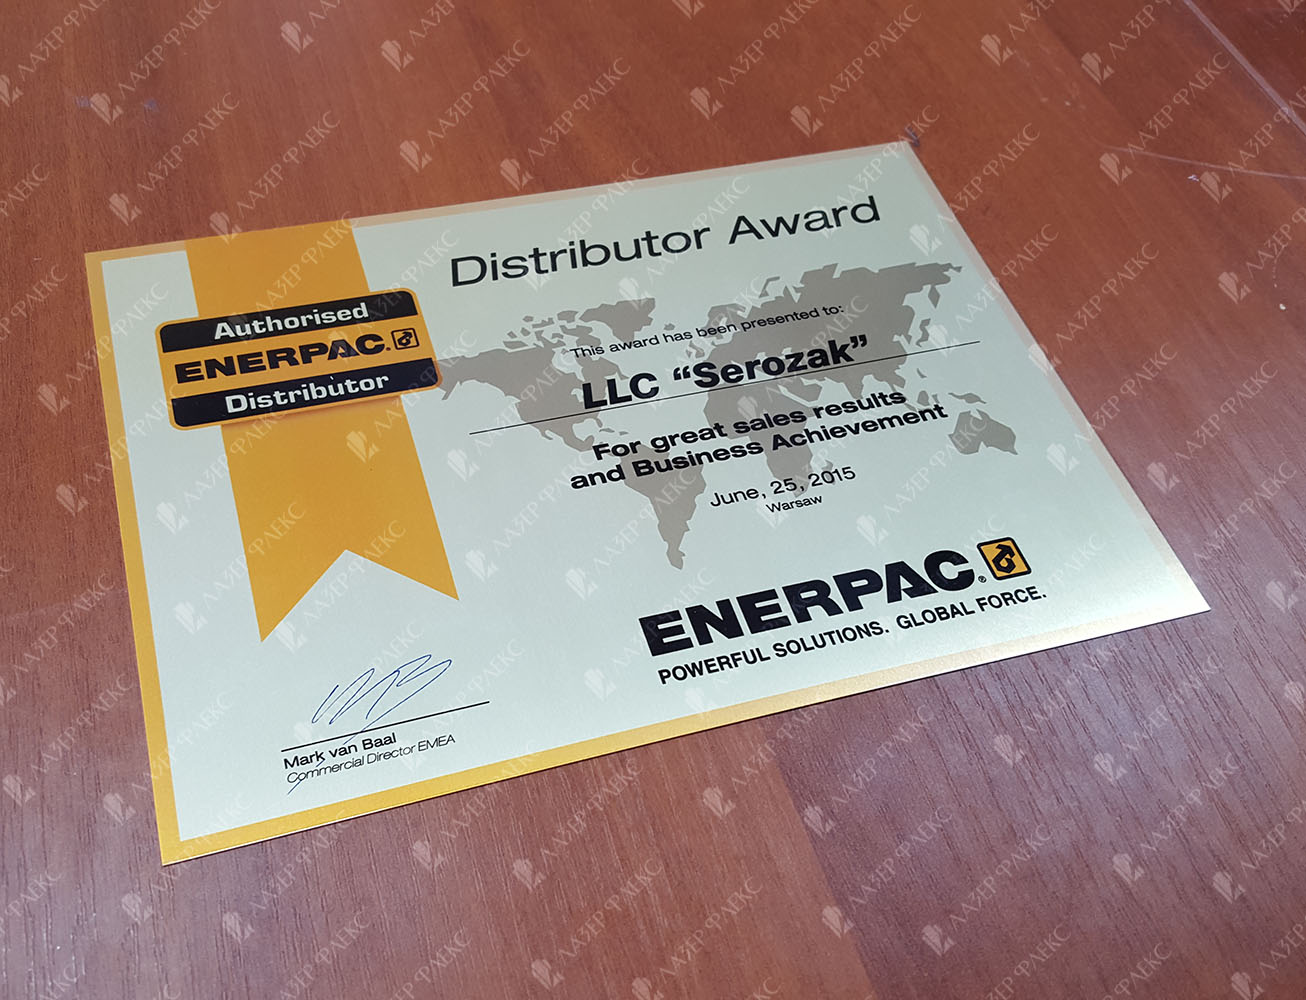 Distributor Award
Authorised
ENERPAC.
Distributor
This award has been presented to:
LLC “Serozak”
For great sales results
and Business Achievement
June, 25, 2015
Warsaw
ENERPAC®
POWERFUL SOLUTIONS. GLOBAL FORCE.
Mark van Baal
Commercial Director EMEA
ЛАЗЕР ФЛЕКС